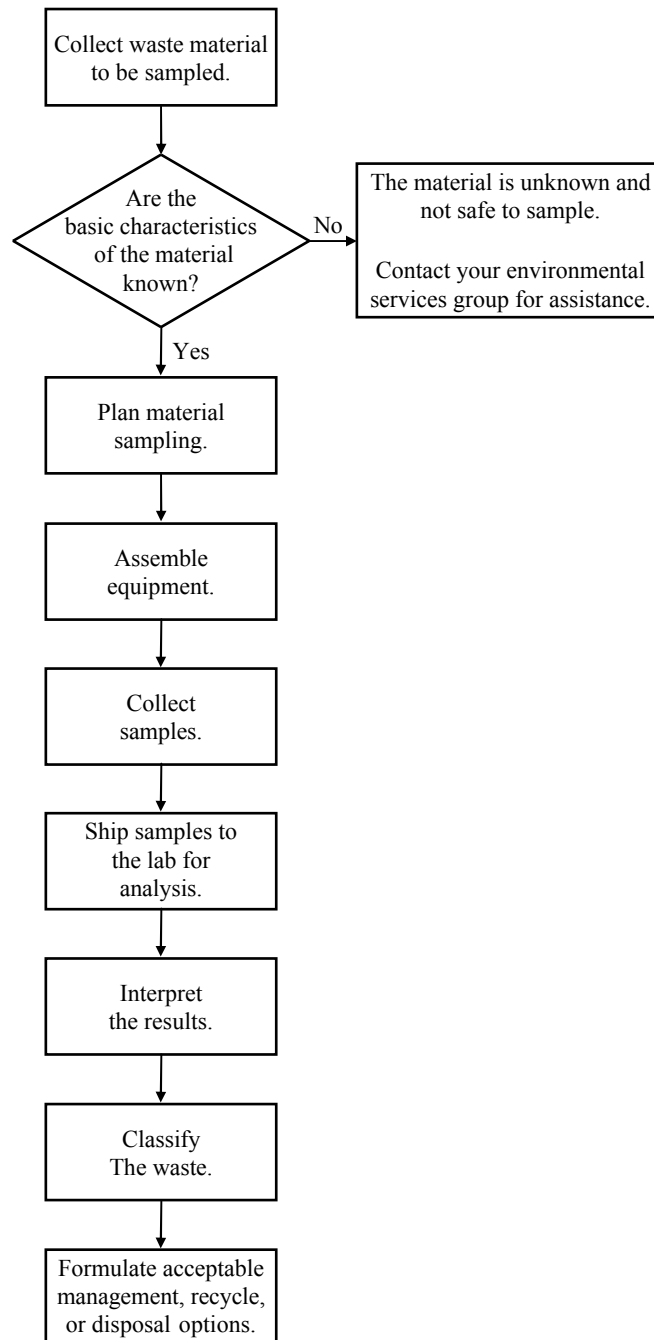 Collect waste material
to be sampled.
Are the
basic characteristics
of the material
known?
No
The material is unknown and
not safe to sample.
Contact your environmental
services group for assistance.
Yes
Plan material
sampling.
Assemble
equipment.
Collect
samples.
Ship samples to
the lab for
analysis.
Interpret
the results.
Classify
The waste.
Formulate acceptable
management, recycle,
or disposal options.